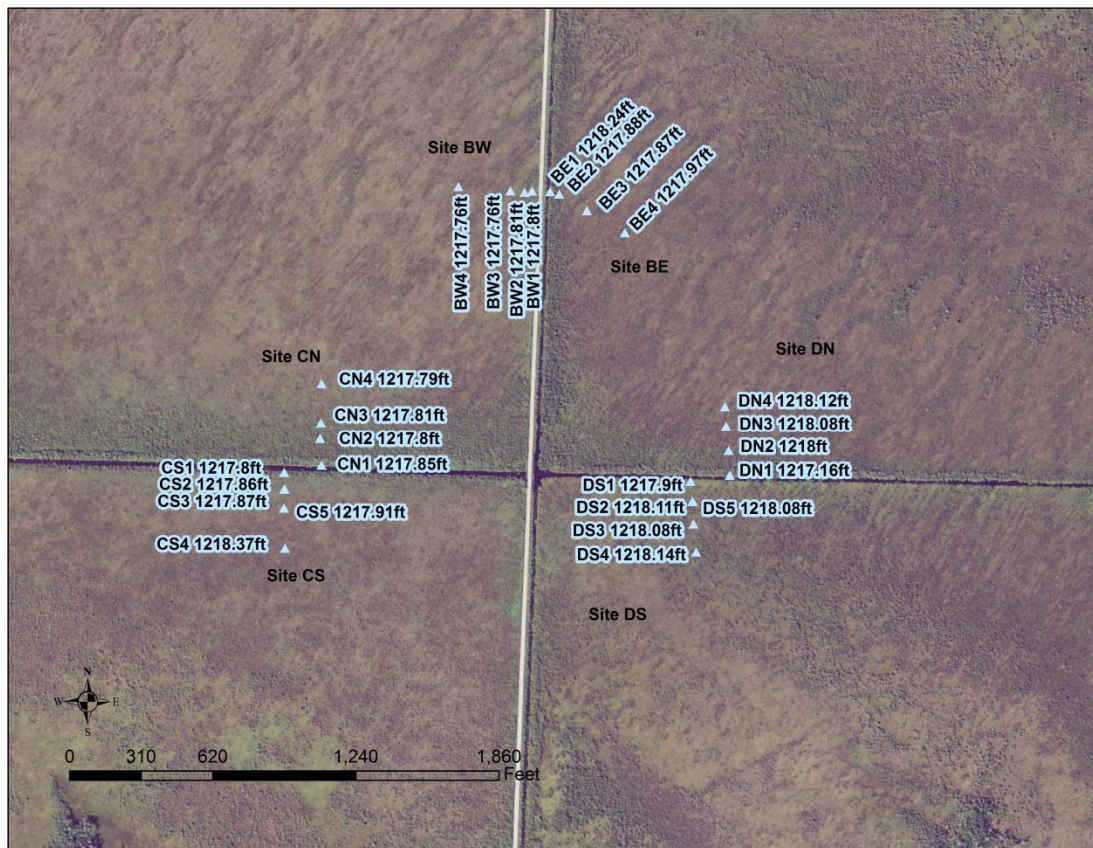 Site BW
BE1 1218.24ft
BE2 1217.88ft
BE3 1217.87ft
BE4 1217.97ft
BW4 1217.76ft
BW3 1217.76ft
BW2 1217.81ft
BW1 1217.8ft
Site BE
Site CN
Site DN
CN4 1217.79ft
CN3 1217.81ft
CN2 1217.8ft
CN1 1217.85ft
DN4 1218.12ft
DN3 1218.08ft
DN2 1218ft
DN1 1217.16ft
CS1 1217.8ft
CS2 1217.86ft
CS3 1217.87ft
CS5 1217.91ft
CS4 1218.37ft
Site CS
DS1 1217.9ft
DS2 1218.11ft
DS5 1218.08ft
DS3 1218.08ft
DS4 1218.14ft
Site DS
N
W E
S
0 310 620 1,240 1,860
Feet